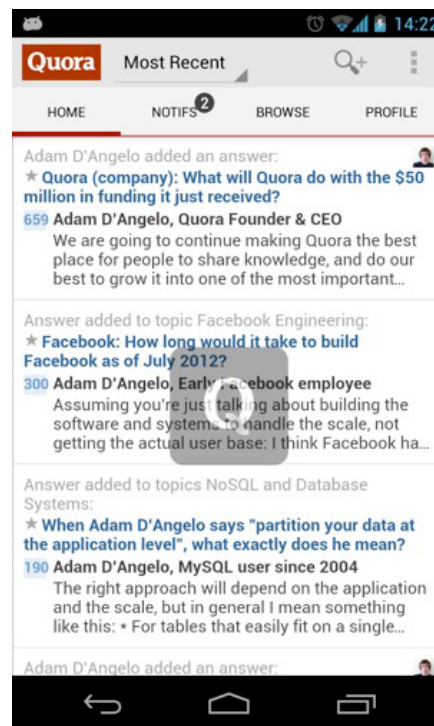 14:22
Quora Most Recent
HOME NOTIFS 2 BROWSE PROFILE
Adam D'Angelo added an answer:
Quora (company): What will Quora do with the $50
million in funding it just received?
659 Adam D'Angelo, Quora Founder & CEO
We are going to continue making Quora the best
place for people to share knowledge, and do our
best to grow it into one of the most important...
Answer added to topic Facebook Engineering:
Facebook: How long would it take to build
Facebook as of July 2012?
300 Adam D'Angelo, Early Facebook employee
Assuming you're just talking about building the
software and systems to handle the scale, not
getting the actual user base: I think Facebook ha...
Q
Answer added to topics NoSQL and Database
Systems:
When Adam D'Angelo says "partition your data at
the application level", what exactly does he mean?
190 Adam D'Angelo, MySQL user since 2004
The right approach will depend on the application
and the scale, but in general I mean something
like this: • For tables that easily fit on a single...
Adam D'Angelo added an answer: